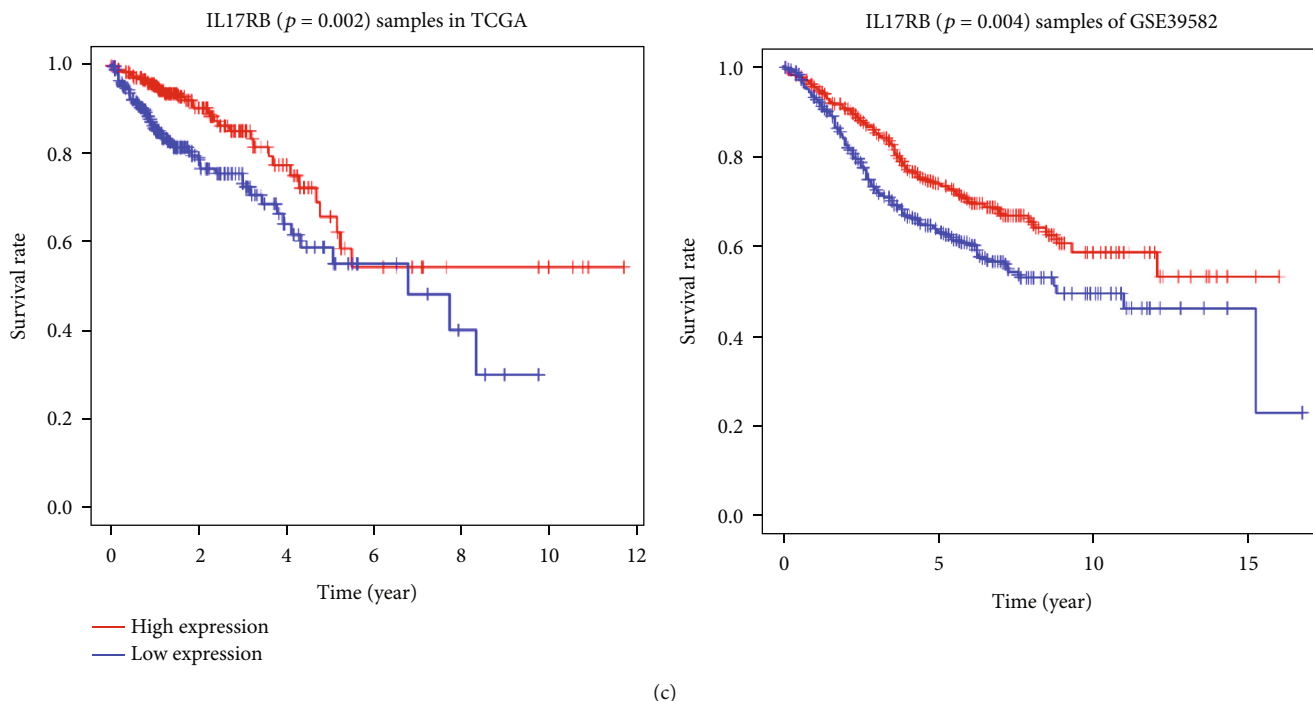 IL17RB (p = 0.002) samples in TCGA
1.0
0.8
0.6
0.4
0.2
0.0
Survival rate
0 2 4 6 8 10 12
Time (year)
High expression
Low expression
IL17RB (p = 0.004) samples of GSE39582
1.0
0.8
0.6
0.4
0.2
0.0
Survival rate
0 5 10 15
Time (year)
(c)